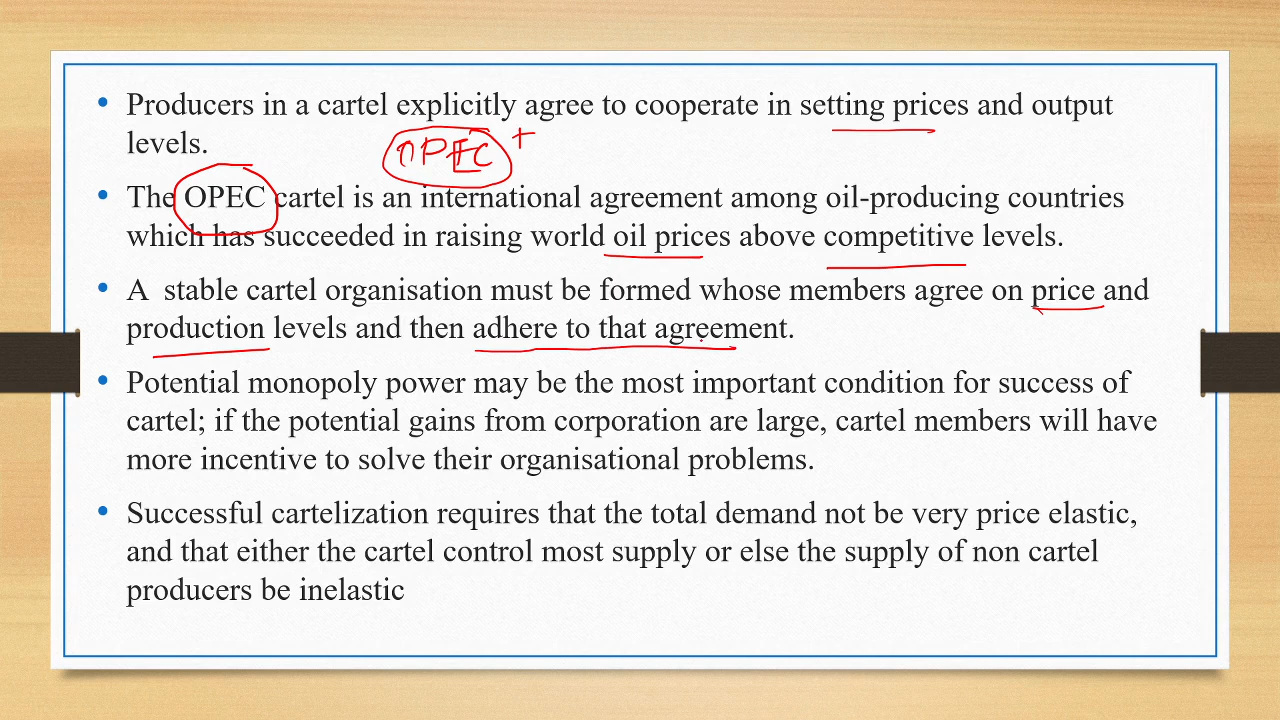 • Producers in a cartel explicitly agree to cooperate in setting prices and output
levels.
OPEC +
• The OPEC cartel is an international agreement among oil-producing countries
which has succeeded in raising world oil prices above competitive levels.
• A stable cartel organisation must be formed whose members agree on price and
production levels and then adhere to that agreement.
• Potential monopoly power may be the most important condition for success of
cartel; if the potential gains from corporation are large, cartel members will have
more incentive to solve their organisational problems.
• Successful cartelization requires that the total demand not be very price elastic,
and that either the cartel control most supply or else the supply of non cartel
producers be inelastic